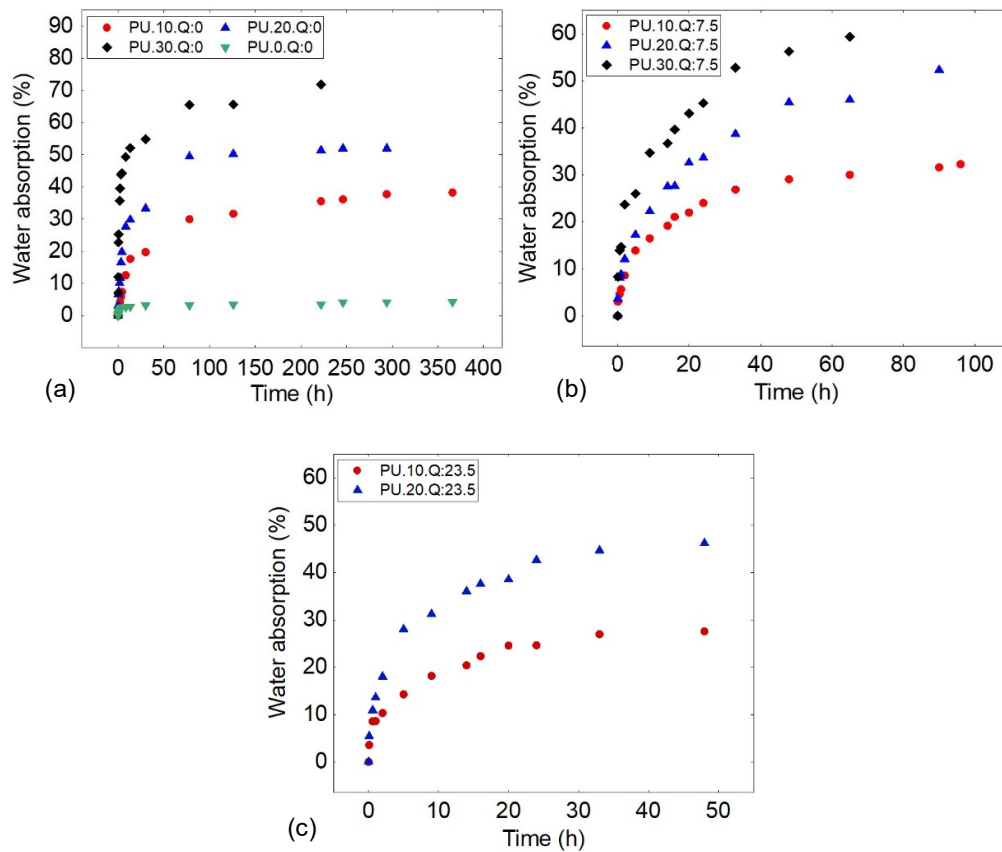 PU.10.Q:0 PU.20.Q:0
PU.30.Q:0 PU.0.Q:0
90
80
70
60
50
40
30
20
10
0
Water absorption (%)
0 50 100 150 200 250 300 350 400
Time (h)
(a)
PU.10.Q:7.5
PU.20.Q:7.5
PU.30.Q:7.5
60
50
40
30
20
10
0
Water absorption (%)
0 20 40 60 80 100
Time (h)
(b)
PU.10.Q:23.5
PU.20.Q:23.5
60
50
40
30
20
10
0
Water absorption (%)
0 10 20 30 40 50
Time (h)
(c)